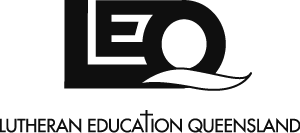 LEQ
LUTHERAN EDUCATION QUEENSLAND